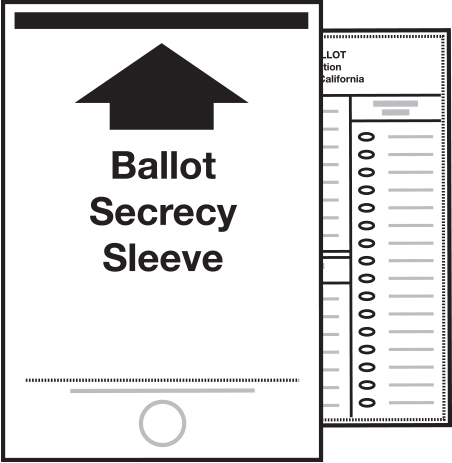 Ballot
Secrecy
Sleeve
LLOT
tion
California